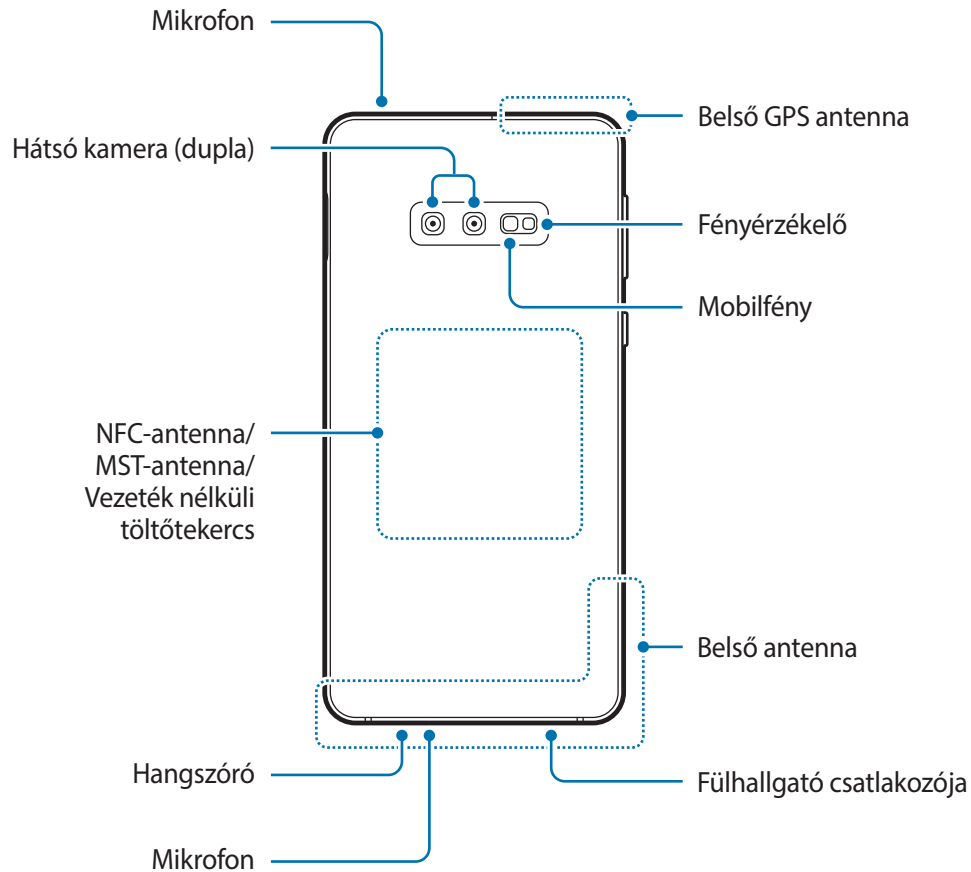 Mikrofon
Belső GPS antenna
Hátsó kamera (dupla)
Fényérzékelő
Mobilfény
NFC-antenna/
MST-antenna/
Vezeték nélküli
töltőtekercs
Belső antenna
Hangszóró
Fülhallgató csatlakozója
Mikrofon